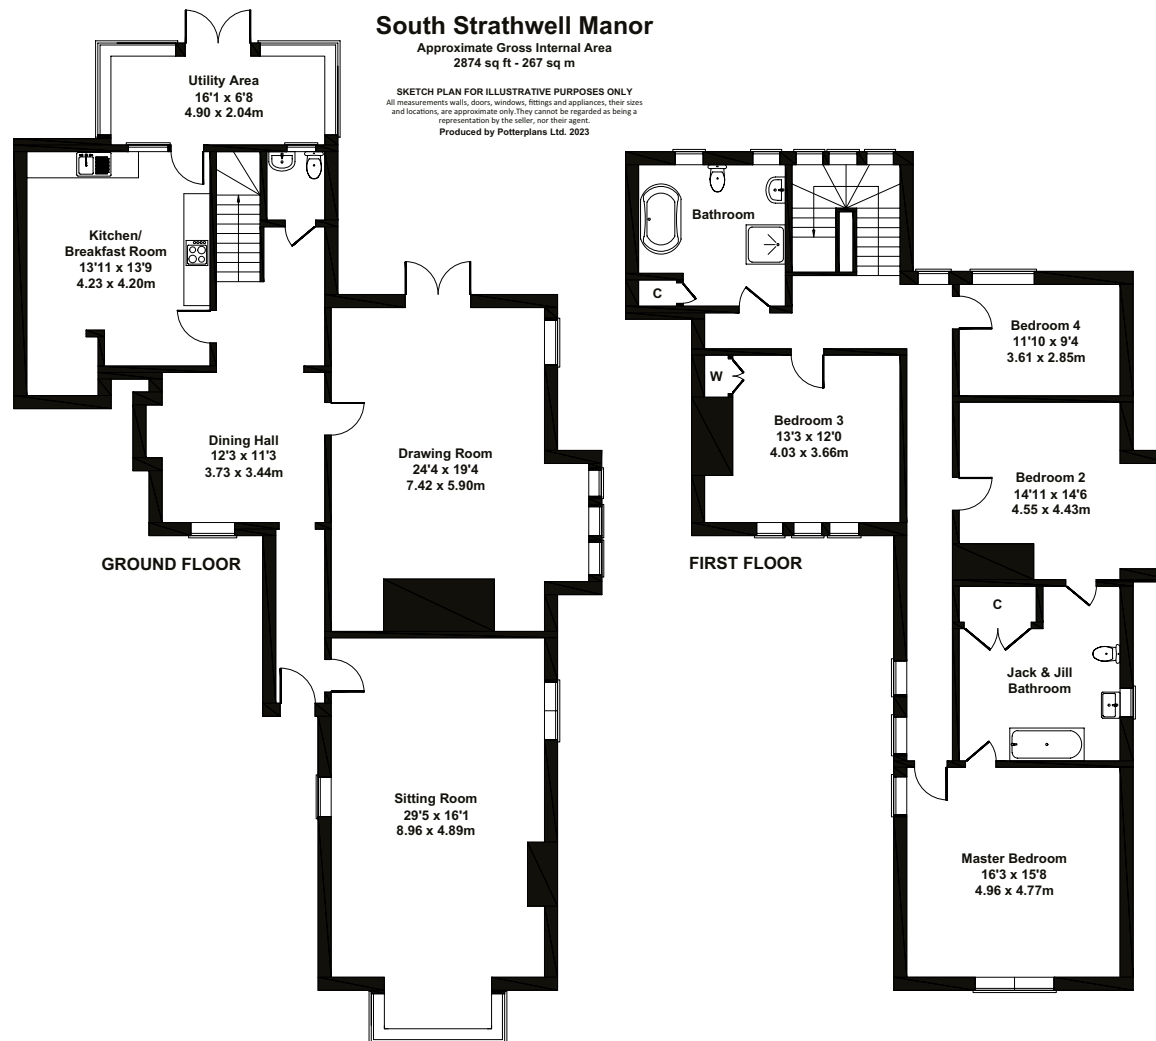 South Strathwell Manor
Approximate Gross Internal Area
2874 sq ft - 267 sq m
SKETCH PLAN FOR ILLUSTRATIVE PURPOSES ONLY
All measurements walls, doors, windows, fittings and appliances, their sizes
and locations, are approximate only.They cannot be regarded as being a
representation by the seller, nor their agent.
Produced by Potterplans Ltd. 2023
Utility Area
16'1 x 6'8
4.90 x 2.04m
Kitchen/
Breakfast Room
13'11 x 13'9
4.23 x 4.20m
Dining Hall
12'3 x 11'3
3.73 x 3.44m
Drawing Room
24'4 x 19'4
7.42 x 5.90m
GROUND FLOOR
Sitting Room
29'5 x 16'1
8.96 x 4.89m
Bathroom
C
Bedroom 4
11'10 x 9'4
3.61 x 2.85m
W
Bedroom 3
13'3 x 12'0
4.03 x 3.66m
Bedroom 2
14'11 x 14'6
4.55 x 4.43m
FIRST FLOOR
C
Jack & Jill
Bathroom
Master Bedroom
16'3 x 15'8
4.96 x 4.77m